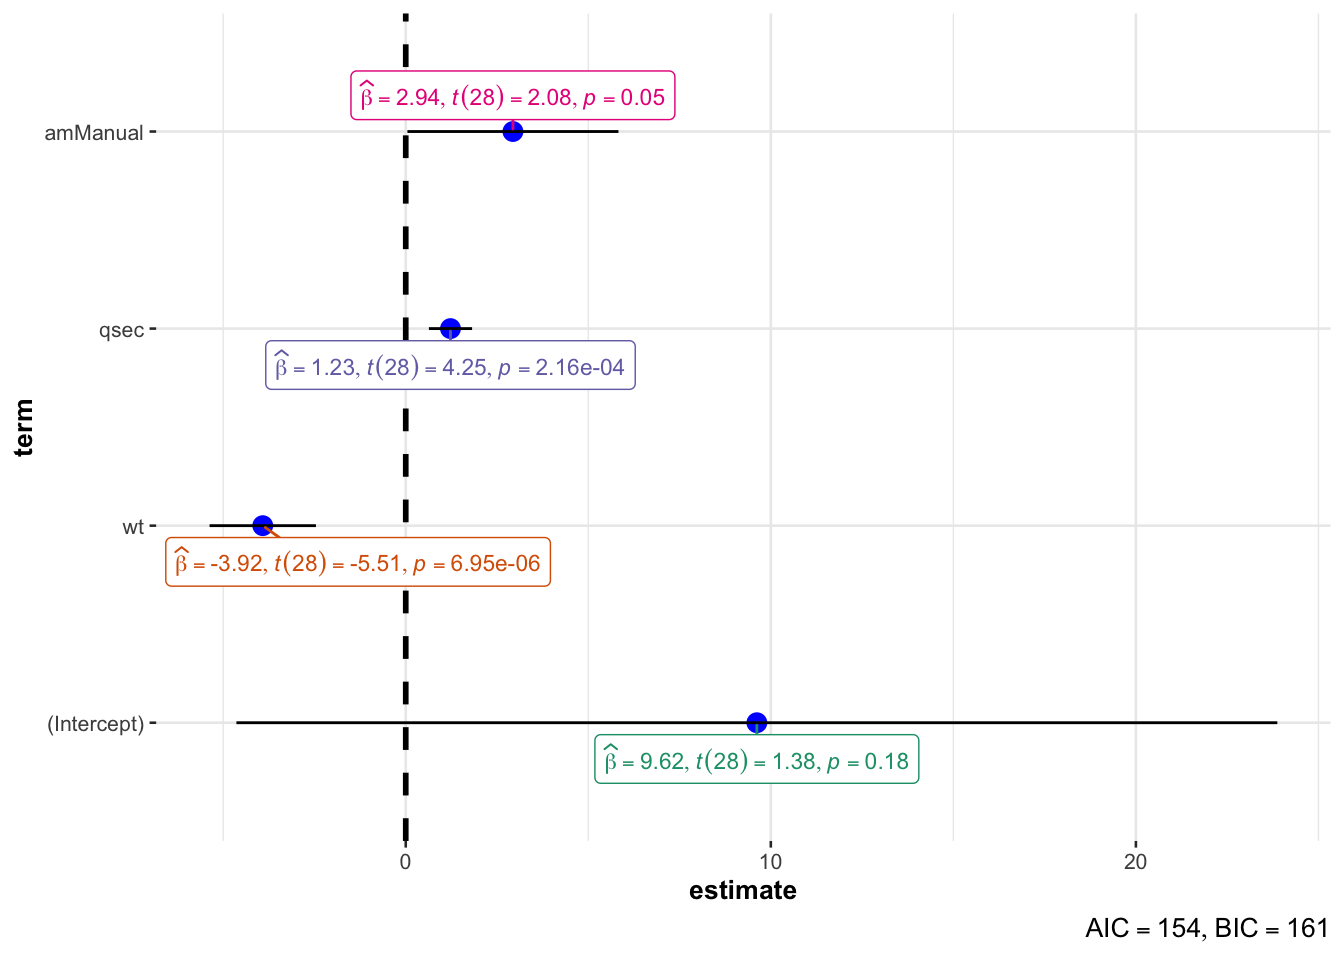 term
amManual
β̂ = 2.94, t(28) = 2.08, p = 0.05
qsec
β̂ = 1.23, t(28) = 4.25, p = 2.16e-04
wt
β̂ = -3.92, t(28) = -5.51, p = 6.95e-06
(Intercept)
β̂ = 9.62, t(28) = 1.38, p = 0.18
0 10 20
estimate
AIC = 154, BIC = 161